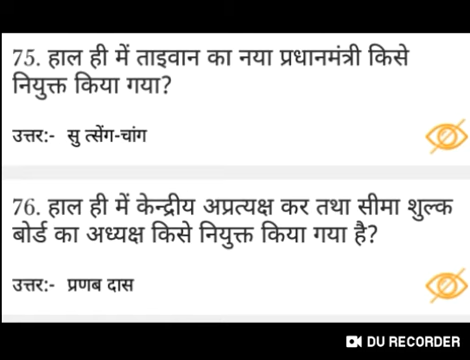 75. हाल ही में ताइवान का नया प्रधानमंत्री किसे
नियुक्त किया गया?
उत्तर:- सु त्सेंग-चांग
76. हाल ही में केन्द्रीय अप्रत्यक्ष कर तथा सीमा शुल्क
बोर्ड का अध्यक्ष किसे नियुक्त किया गया है?
उत्तर:- प्रणब दास
DU RECORDER